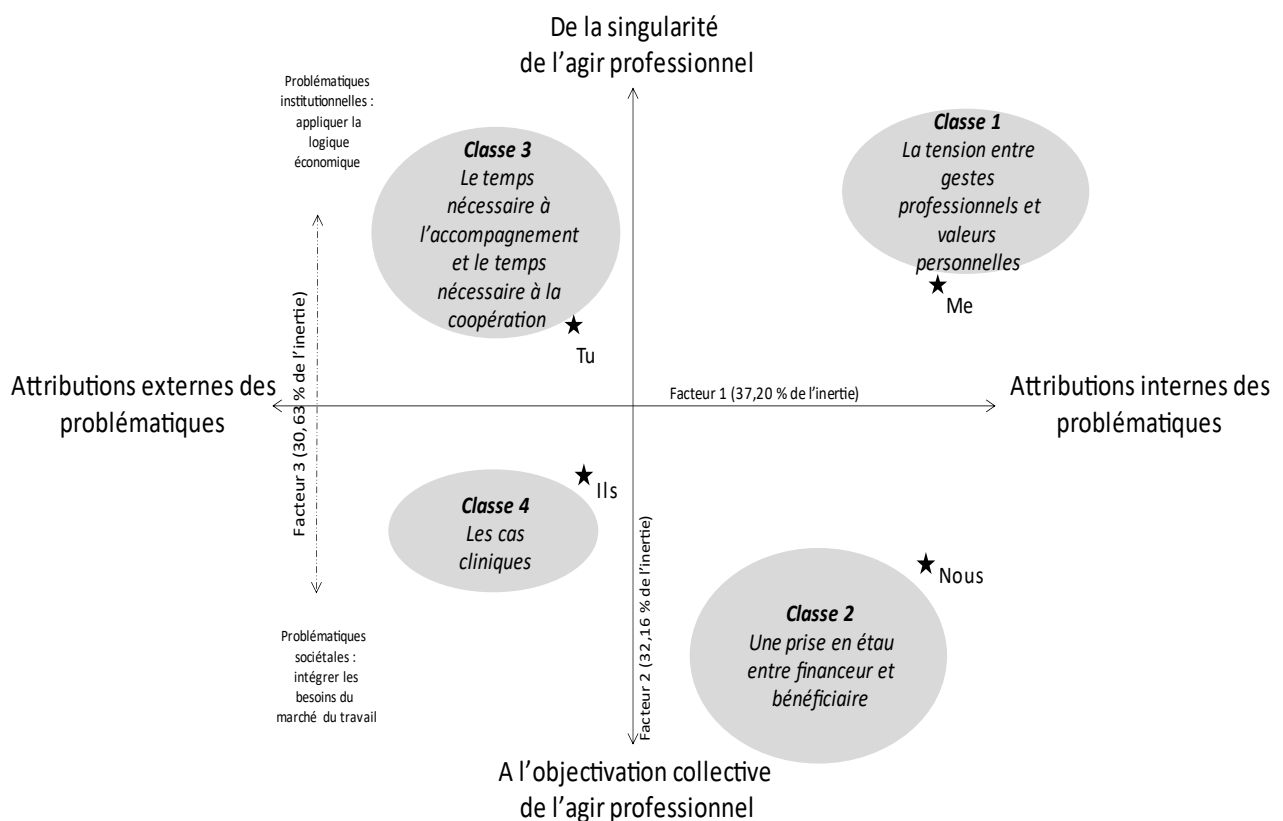 De la singularité
de l'agir professionnel
Problématiques
institutionnelles :
appliquer la
logique
économique
Classe 3
Le temps
nécessaire à
l'accompagnement
et le temps
nécessaire à la
coopération
Tu
Classe 1
La tension entre
gestes
professionnels et
valeurs
personnelles
Me
Attributions externes des
problématiques
Facteur 3 (30,63 % de l'inertie)
Facteur 1 (37,20 % de l'inertie)
Attributions internes des
problématiques
Ils
Classe 4
Les cas
cliniques
Nous
Classe 2
Une prise en étau
entre financeur et
bénéficiaire
Facteur 2 (32,16 % de l'inertie)
Problématiques
sociétales :
intégrer les
besoins du
marché du travail
A l'objectivation collective
de l'agir professionnel